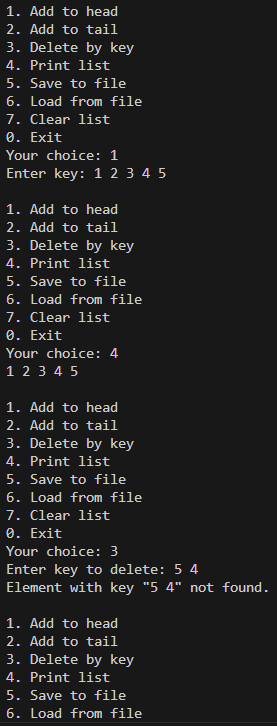 1. Add to head
2. Add to tail
3. Delete by key
4. Print list
5. Save to file
6. Load from file
7. Clear list
0. Exit
Your choice: 1
Enter key: 1 2 3 4 5
1. Add to head
2. Add to tail
3. Delete by key
4. Print list
5. Save to file
6. Load from file
7. Clear list
0. Exit
Your choice: 4
1 2 3 4 5
1. Add to head
2. Add to tail
3. Delete by key
4. Print list
5. Save to file
6. Load from file
7. Clear list
0. Exit
Your choice: 3
Enter key to delete: 5 4
Element with key "5 4" not found.
1. Add to head
2. Add to tail
3. Delete by key
4. Print list
5. Save to file
6. Load from file